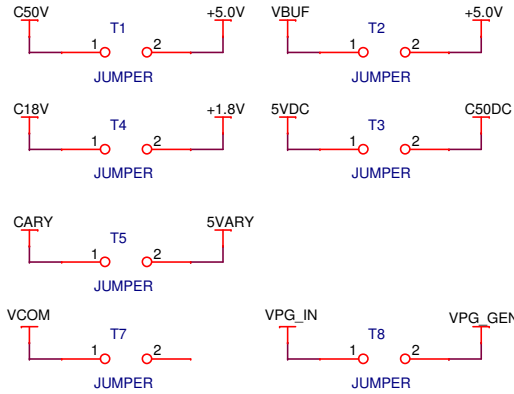 C50V +5.0V VBUF +5.0V
T1 T2
1 2 1 2
JUMPER JUMPER
C18V +1.8V 5VDC C50DC
T4 T3
1 2 1 2
JUMPER JUMPER
CARY 5VARY
T5
1 2
JUMPER
VCOM VPG_IN VPG_GEN
T7 T8
1 2 1 2
JUMPER JUMPER